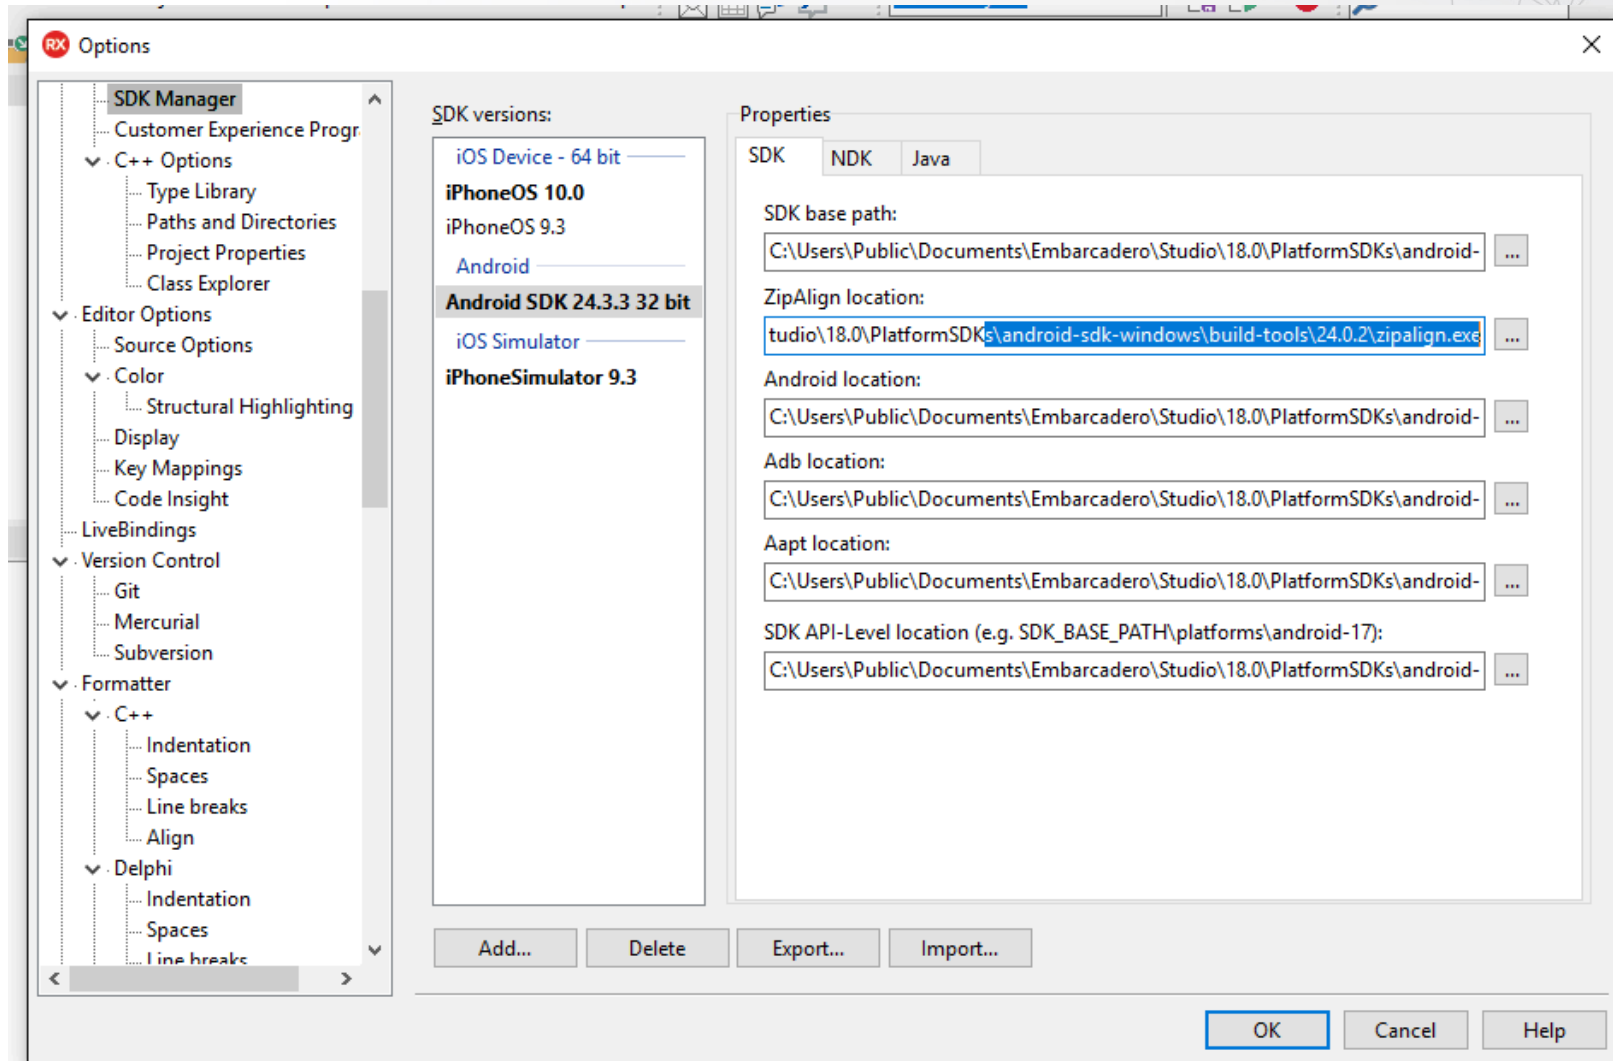 RX Options
SDK Manager
Customer Experience Progr
C++ Options
Type Library
Paths and Directories
Project Properties
Class Explorer
Editor Options
Source Options
Color
Structural Highlighting
Display
Key Mappings
Code Insight
LiveBindings
Version Control
Git
Mercurial
Subversion
Formatter
C++
Indentation
Spaces
Line breaks
Align
Delphi
Indentation
Spaces
Line breaks
SDK versions:
iOS Device - 64 bit
iPhoneOS 10.0
iPhoneOS 9.3
Android
Android SDK 24.3.3 32 bit
iOS Simulator
iPhoneSimulator 9.3
Properties
SDK NDK Java
SDK base path:
C:\Users\Public\Documents\Embarcadero\Studio\18.0\PlatformSDKs\android-
...
ZipAlign location:
tudio\18.0\PlatformSDKs\android-sdk-windows\build-tools\24.0.2\zipalign.exe
...
Android location:
C:\Users\Public\Documents\Embarcadero\Studio\18.0\PlatformSDKs\android-
...
Adb location:
C:\Users\Public\Documents\Embarcadero\Studio\18.0\PlatformSDKs\android-
...
Aapt location:
C:\Users\Public\Documents\Embarcadero\Studio\18.0\PlatformSDKs\android-
...
SDK API-Level location (e.g. SDK_BASE_PATH\platforms\android-17):
C:\Users\Public\Documents\Embarcadero\Studio\18.0\PlatformSDKs\android-
...
Add... Delete Export... Import...
OK Cancel Help